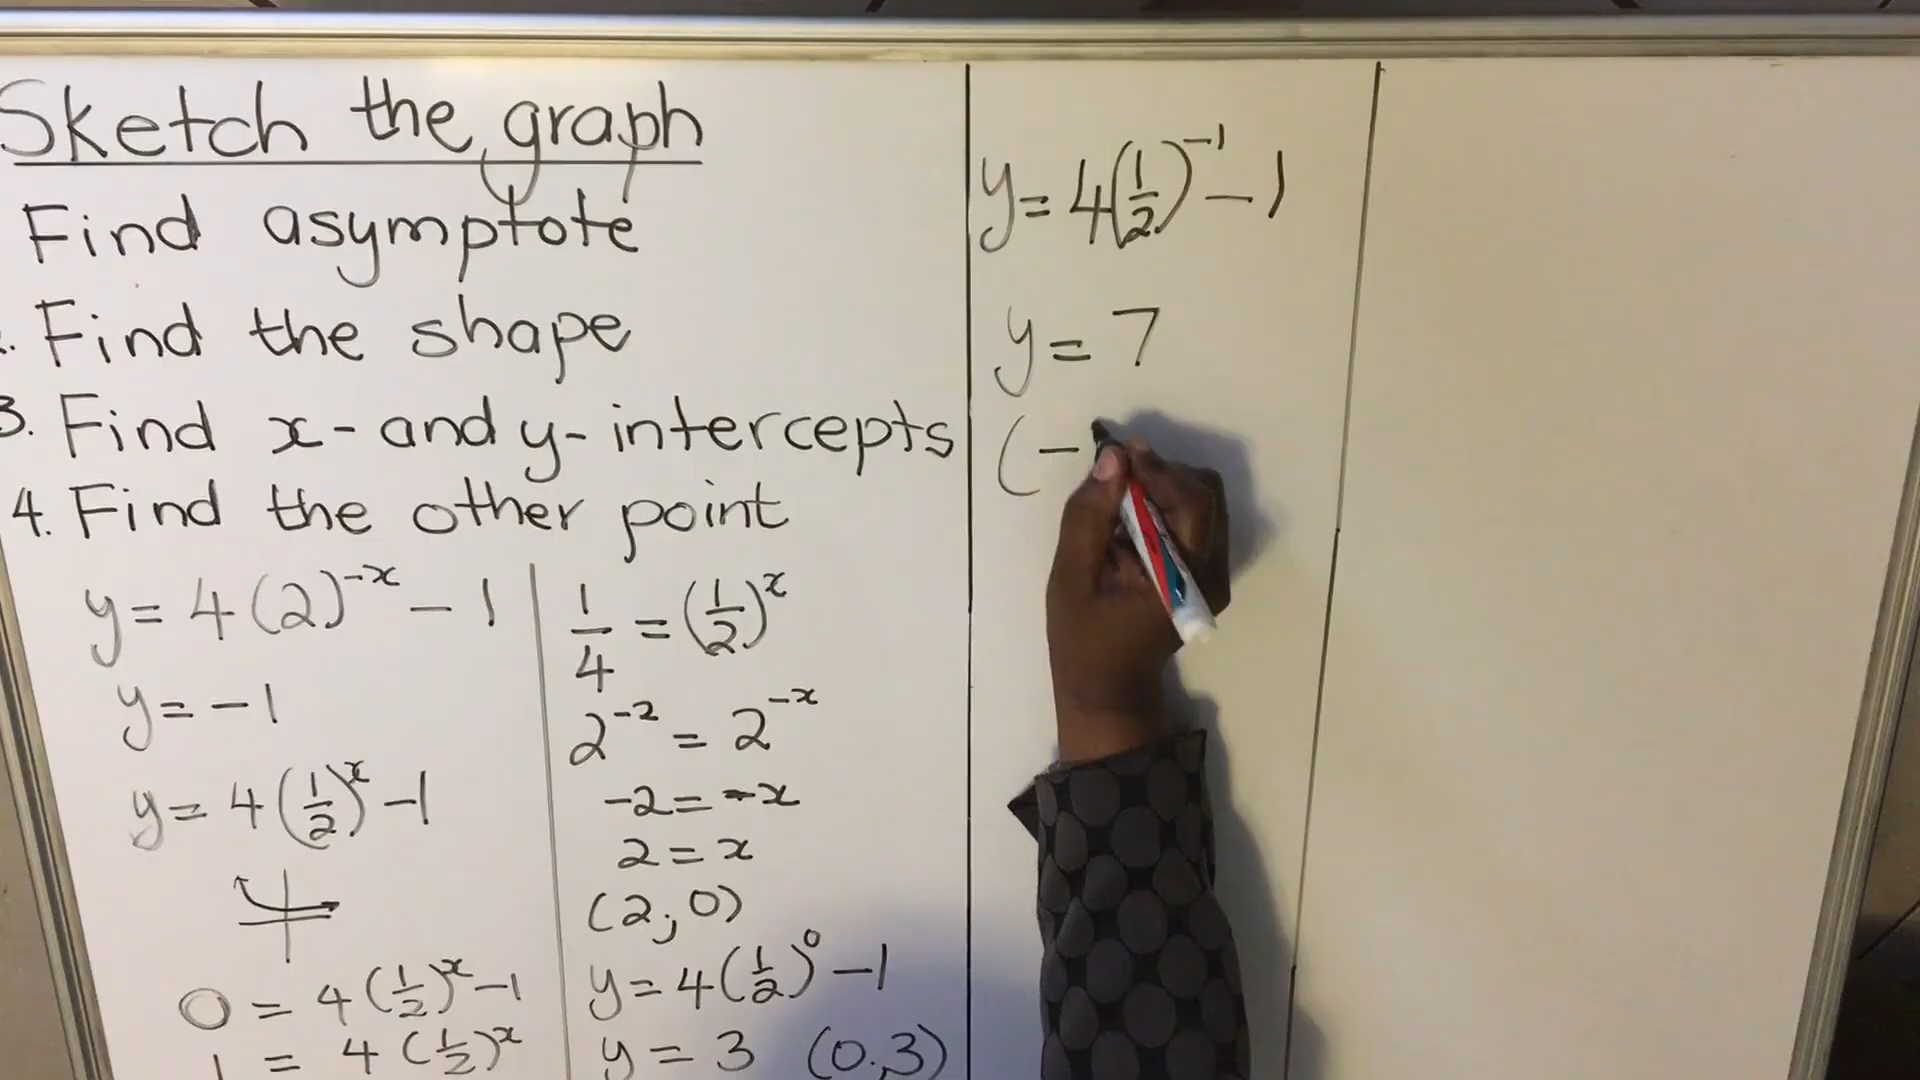 Sketch the graph
Find asymptote
. Find the shape
3. Find x- and y-intercepts
4. Find the other point
y = 4(2)^{-x} - 1
y = -1
y = 4(1/2)^x - 1
0 = 4(1/2)^x - 1
1 = 4(1/2)^x
1/4 = (1/2)^x
2^{-2} = 2^{-x}
-2 = -x
2 = x
(2, 0)
y = 4(1/2)^0 - 1
y = 3 (0, 3)
y = 4(1/2)^{-1} - 1
y = 7
(-